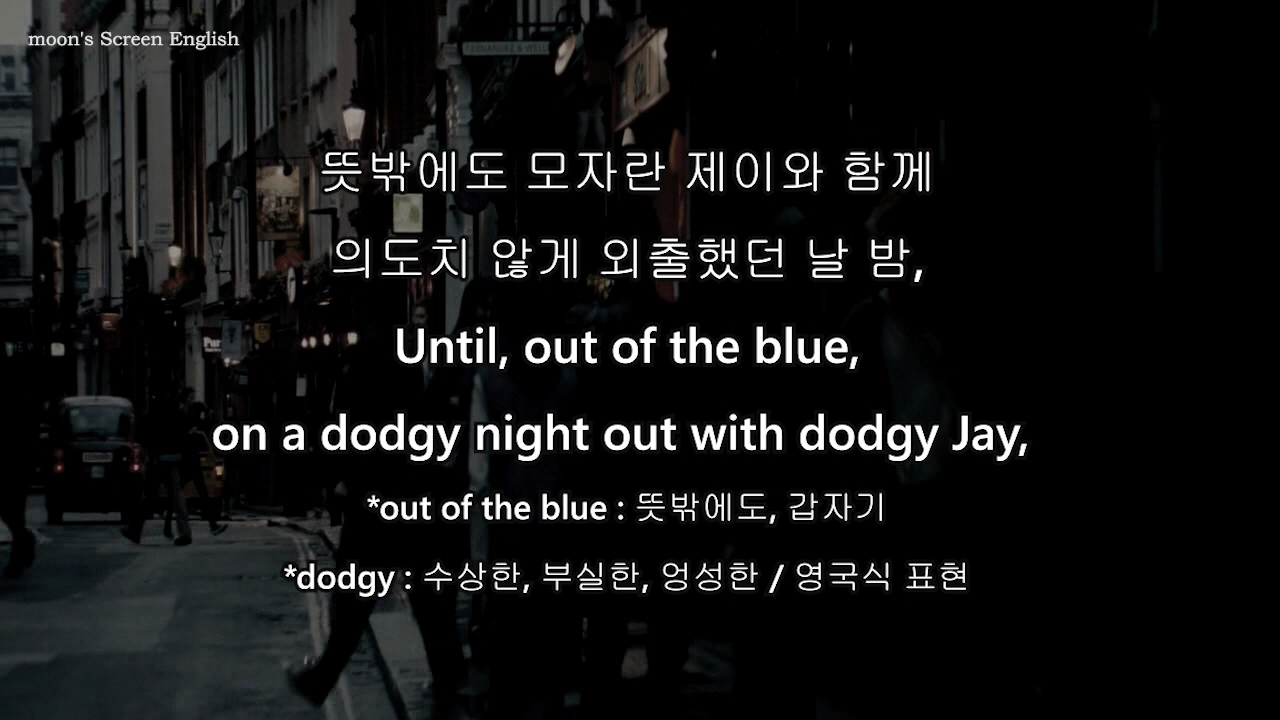 moon's Screen English
FERNANDEZ & WELLS
뜻밖에도 모자란 제이와 함께
의도치 않게 외출했던 날 밤,
Until, out of the blue,
on a dodgy night out with dodgy Jay,
*out of the blue : 뜻밖에도, 갑자기
*dodgy : 수상한, 부실한, 엉성한 / 영국식 표현